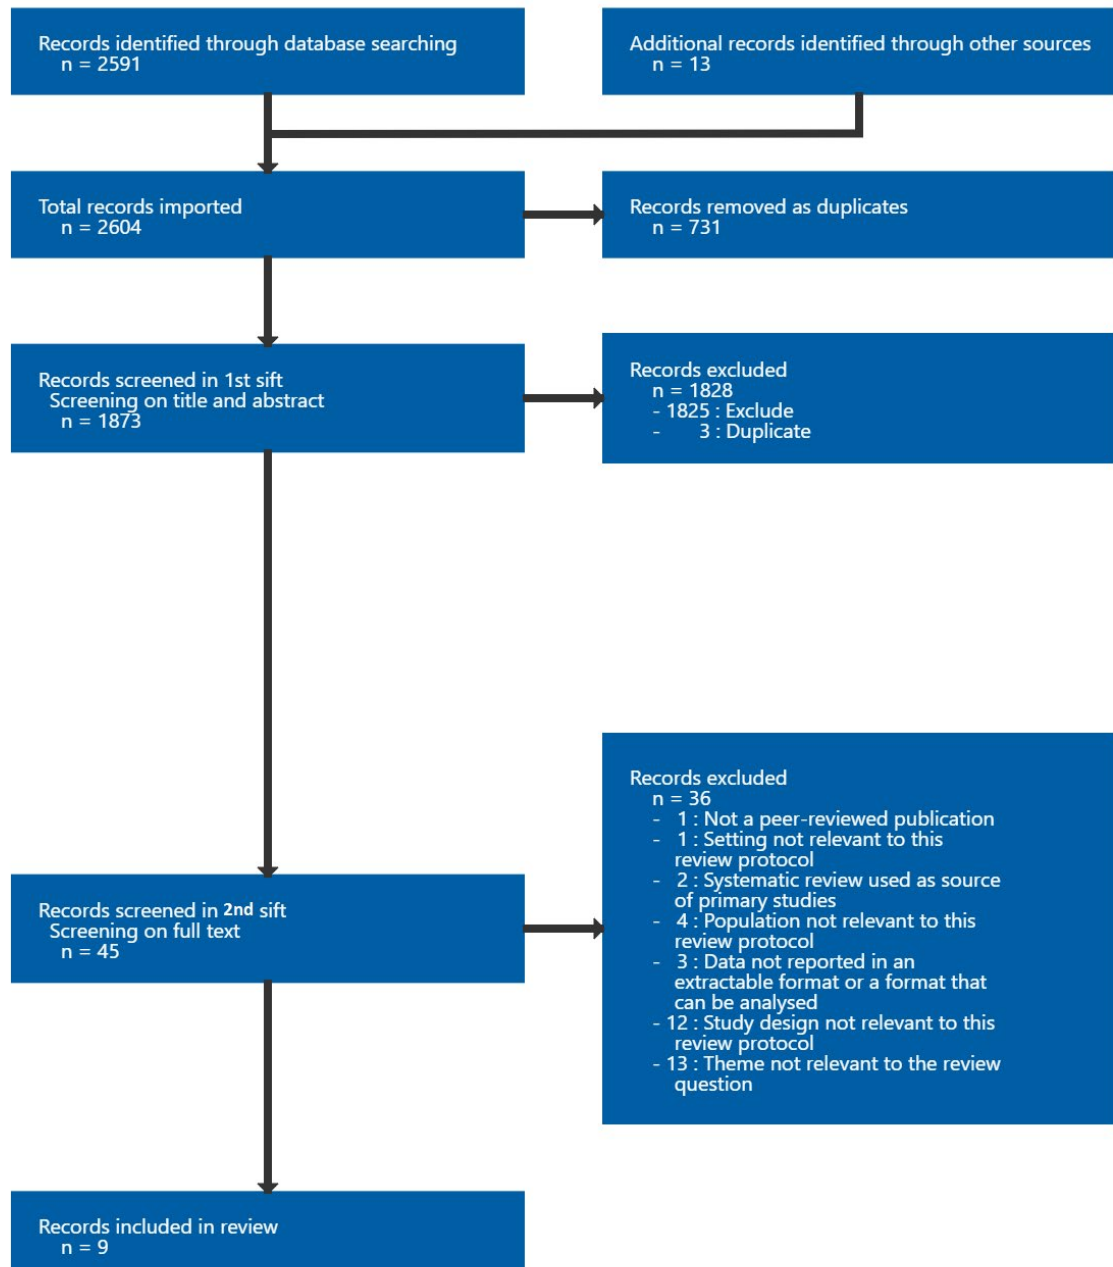 Records identified through database searching
n = 2591
Additional records identified through other sources
n = 13
Total records imported
n = 2604
Records removed as duplicates
n = 731
Records screened in 1st sift
Screening on title and abstract
n = 1873
Records excluded
n = 1828
- 1825 : Exclude
- 3 : Duplicate
Records screened in 2nd sift
Screening on full text
n = 45
Records excluded
n = 36
- 1 : Not a peer-reviewed publication
- 1 : Setting not relevant to this
review protocol
- 2 : Systematic review used as source
of primary studies
- 4 : Population not relevant to this
review protocol
- 3 : Data not reported in an
extractable format or a format that
can be analysed
- 12 : Study design not relevant to this
review protocol
- 13 : Theme not relevant to the review
question
Records included in review
n = 9